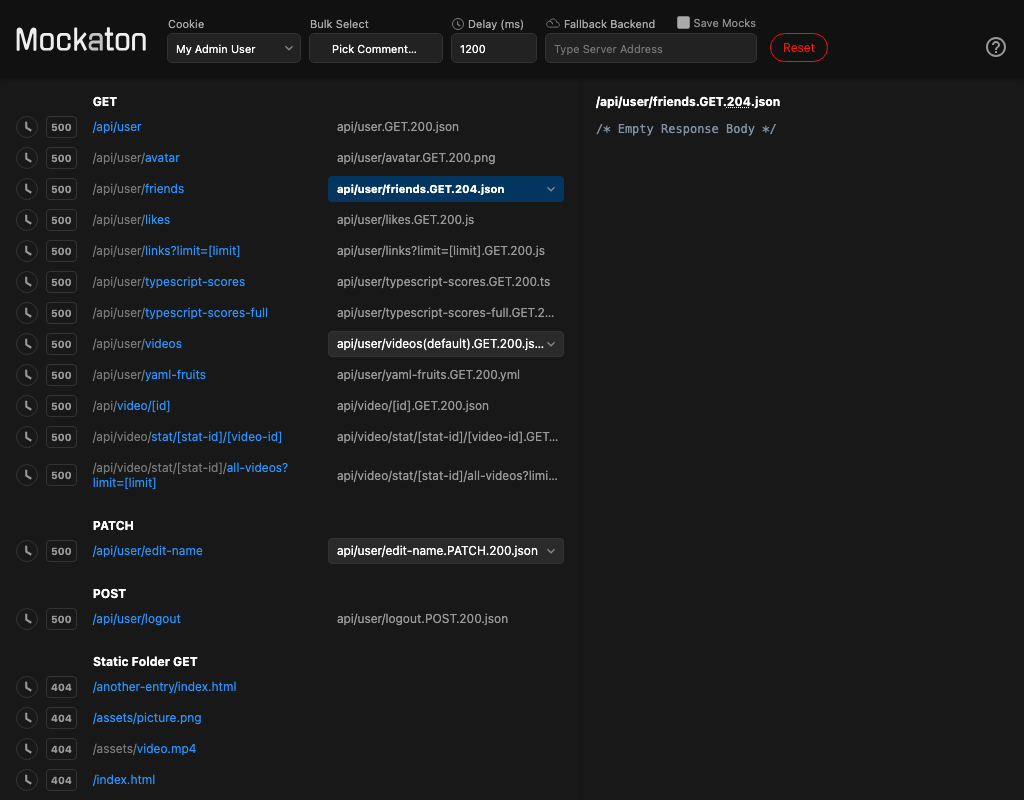 Mockaton
Cookie
My Admin User
Bulk Select
Pick Comment...
Delay (ms)
1200
Fallback Backend
Type Server Address
Save Mocks
Reset
?
GET
500 /api/user api/user.GET.200.json
500 /api/user/avatar api/user/avatar.GET.200.png
500 /api/user/friends api/user/friends.GET.204.json
500 /api/user/likes api/user/likes.GET.200.js
500 /api/user/links?limit=[limit] api/user/links?limit=[limit].GET.200.js
500 /api/user/typescript-scores api/user/typescript-scores.GET.200.ts
500 /api/user/typescript-scores-full api/user/typescript-scores-full.GET.2...
500 /api/user/videos api/user/videos(default).GET.200.js...
500 /api/user/yaml-fruits api/user/yaml-fruits.GET.200.yml
500 /api/video/[id] api/video/[id].GET.200.json
500 /api/video/stat/[stat-id]/[video-id] api/video/stat/[stat-id]/[video-id].GET...
500 /api/video/stat/[stat-id]/all-videos?
limit=[limit] api/video/stat/[stat-id]/all-videos?limi...
PATCH
500 /api/user/edit-name api/user/edit-name.PATCH.200.json
POST
500 /api/user/logout api/user/logout.POST.200.json
Static Folder GET
404 /another-entry/index.html
404 /assets/picture.png
404 /assets/video.mp4
404 /index.html
/api/user/friends.GET.204.json
/* Empty Response Body */